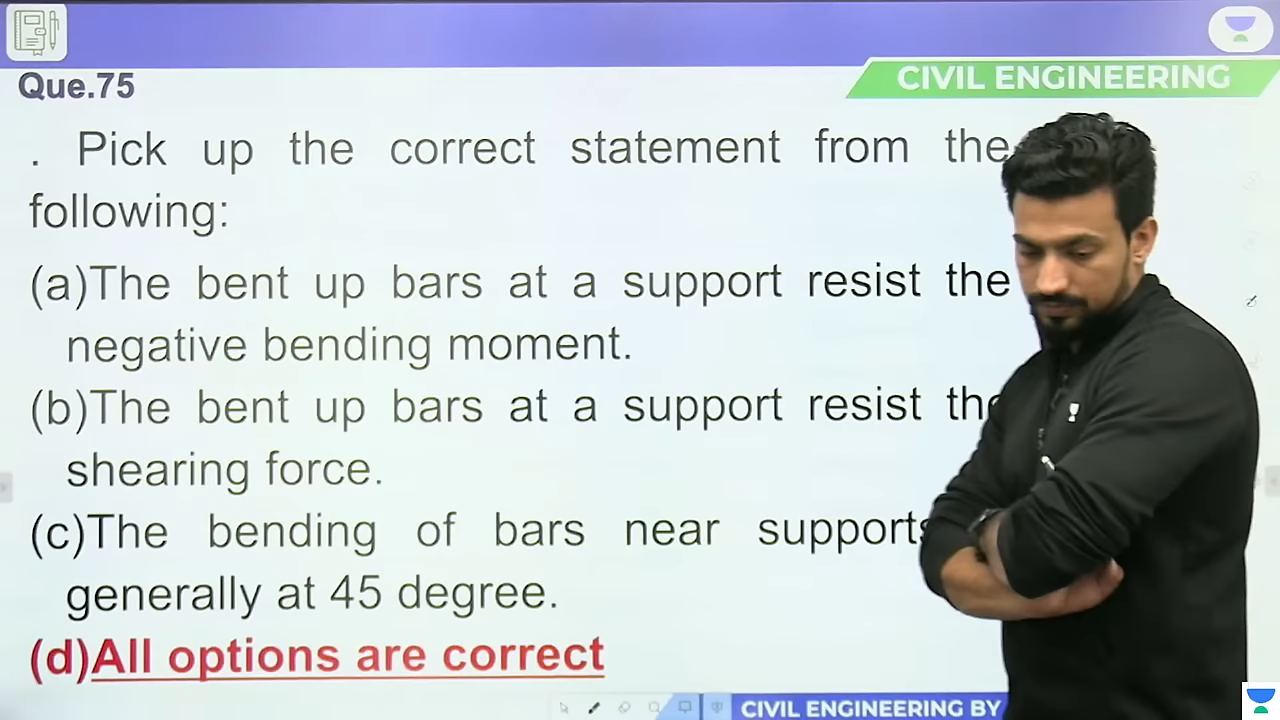 Que.75
CIVIL ENGINEERING
. Pick up the correct statement from the
following:
(a)The bent up bars at a support resist the
negative bending moment.
(b)The bent up bars at a support resist the
shearing force.
(c)The bending of bars near supports
generally at 45 degree.
(d)All options are correct
CIVIL ENGINEERING BY